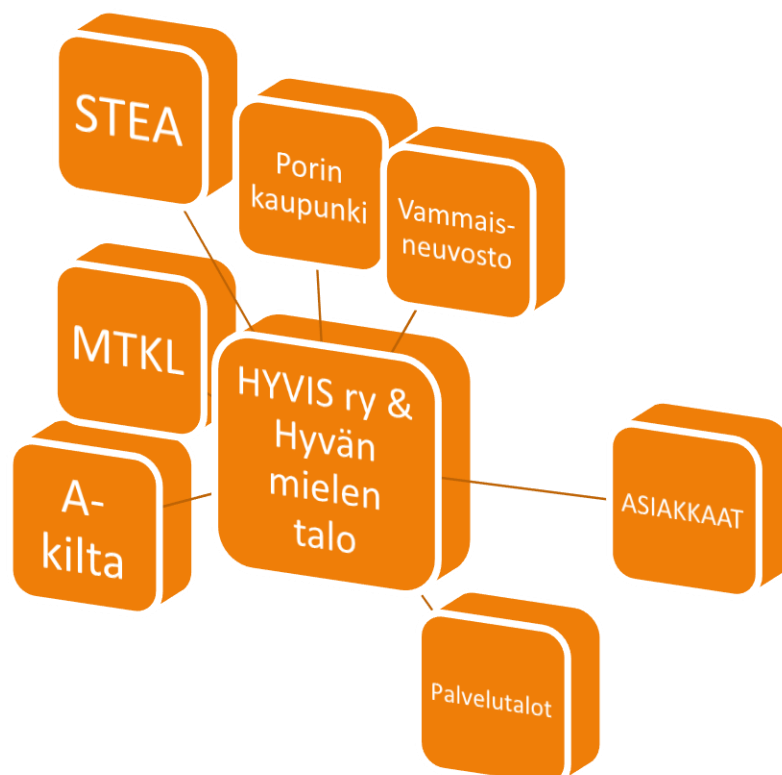 STEA
Porin
kaupunki
Vammais-
neuvosto
MTKL
HYVIS ry &
Hyvän
mielen
talo
A-
kilta
ASIAKKAAT
Palvelutalot